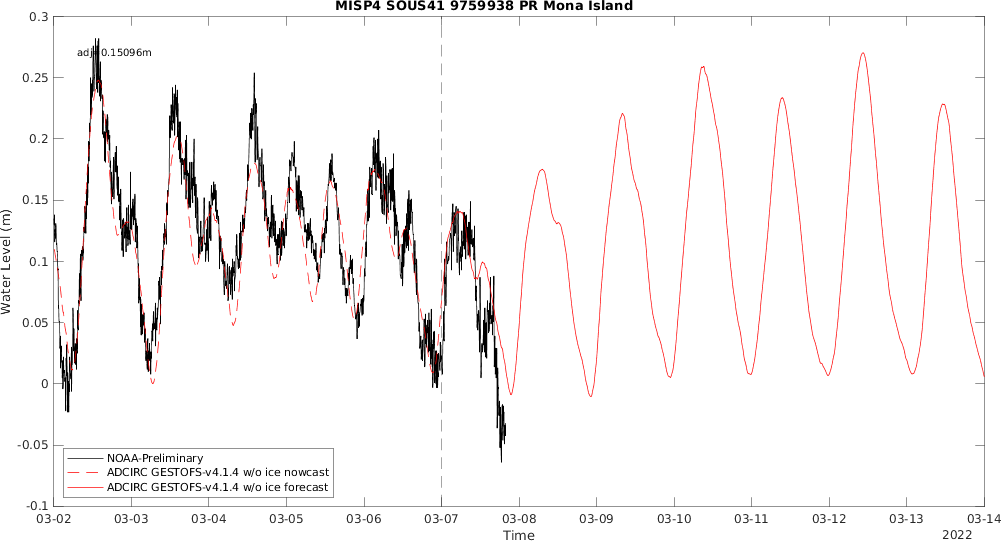 MISP4 SOUS41 9759938 PR Mona Island
adj=0.15096m
0.3
0.25
0.2
0.15
0.1
0.05
0
-0.05
-0.1
Water Level (m)
NOAA-Preliminary
ADCIRC GESTOFS-v4.1.4 w/o ice nowcast
ADCIRC GESTOFS-v4.1.4 w/o ice forecast
03-02 03-03 03-04 03-05 03-06 03-07 03-08 03-09 03-10 03-11 03-12 03-13 03-14
Time
2022